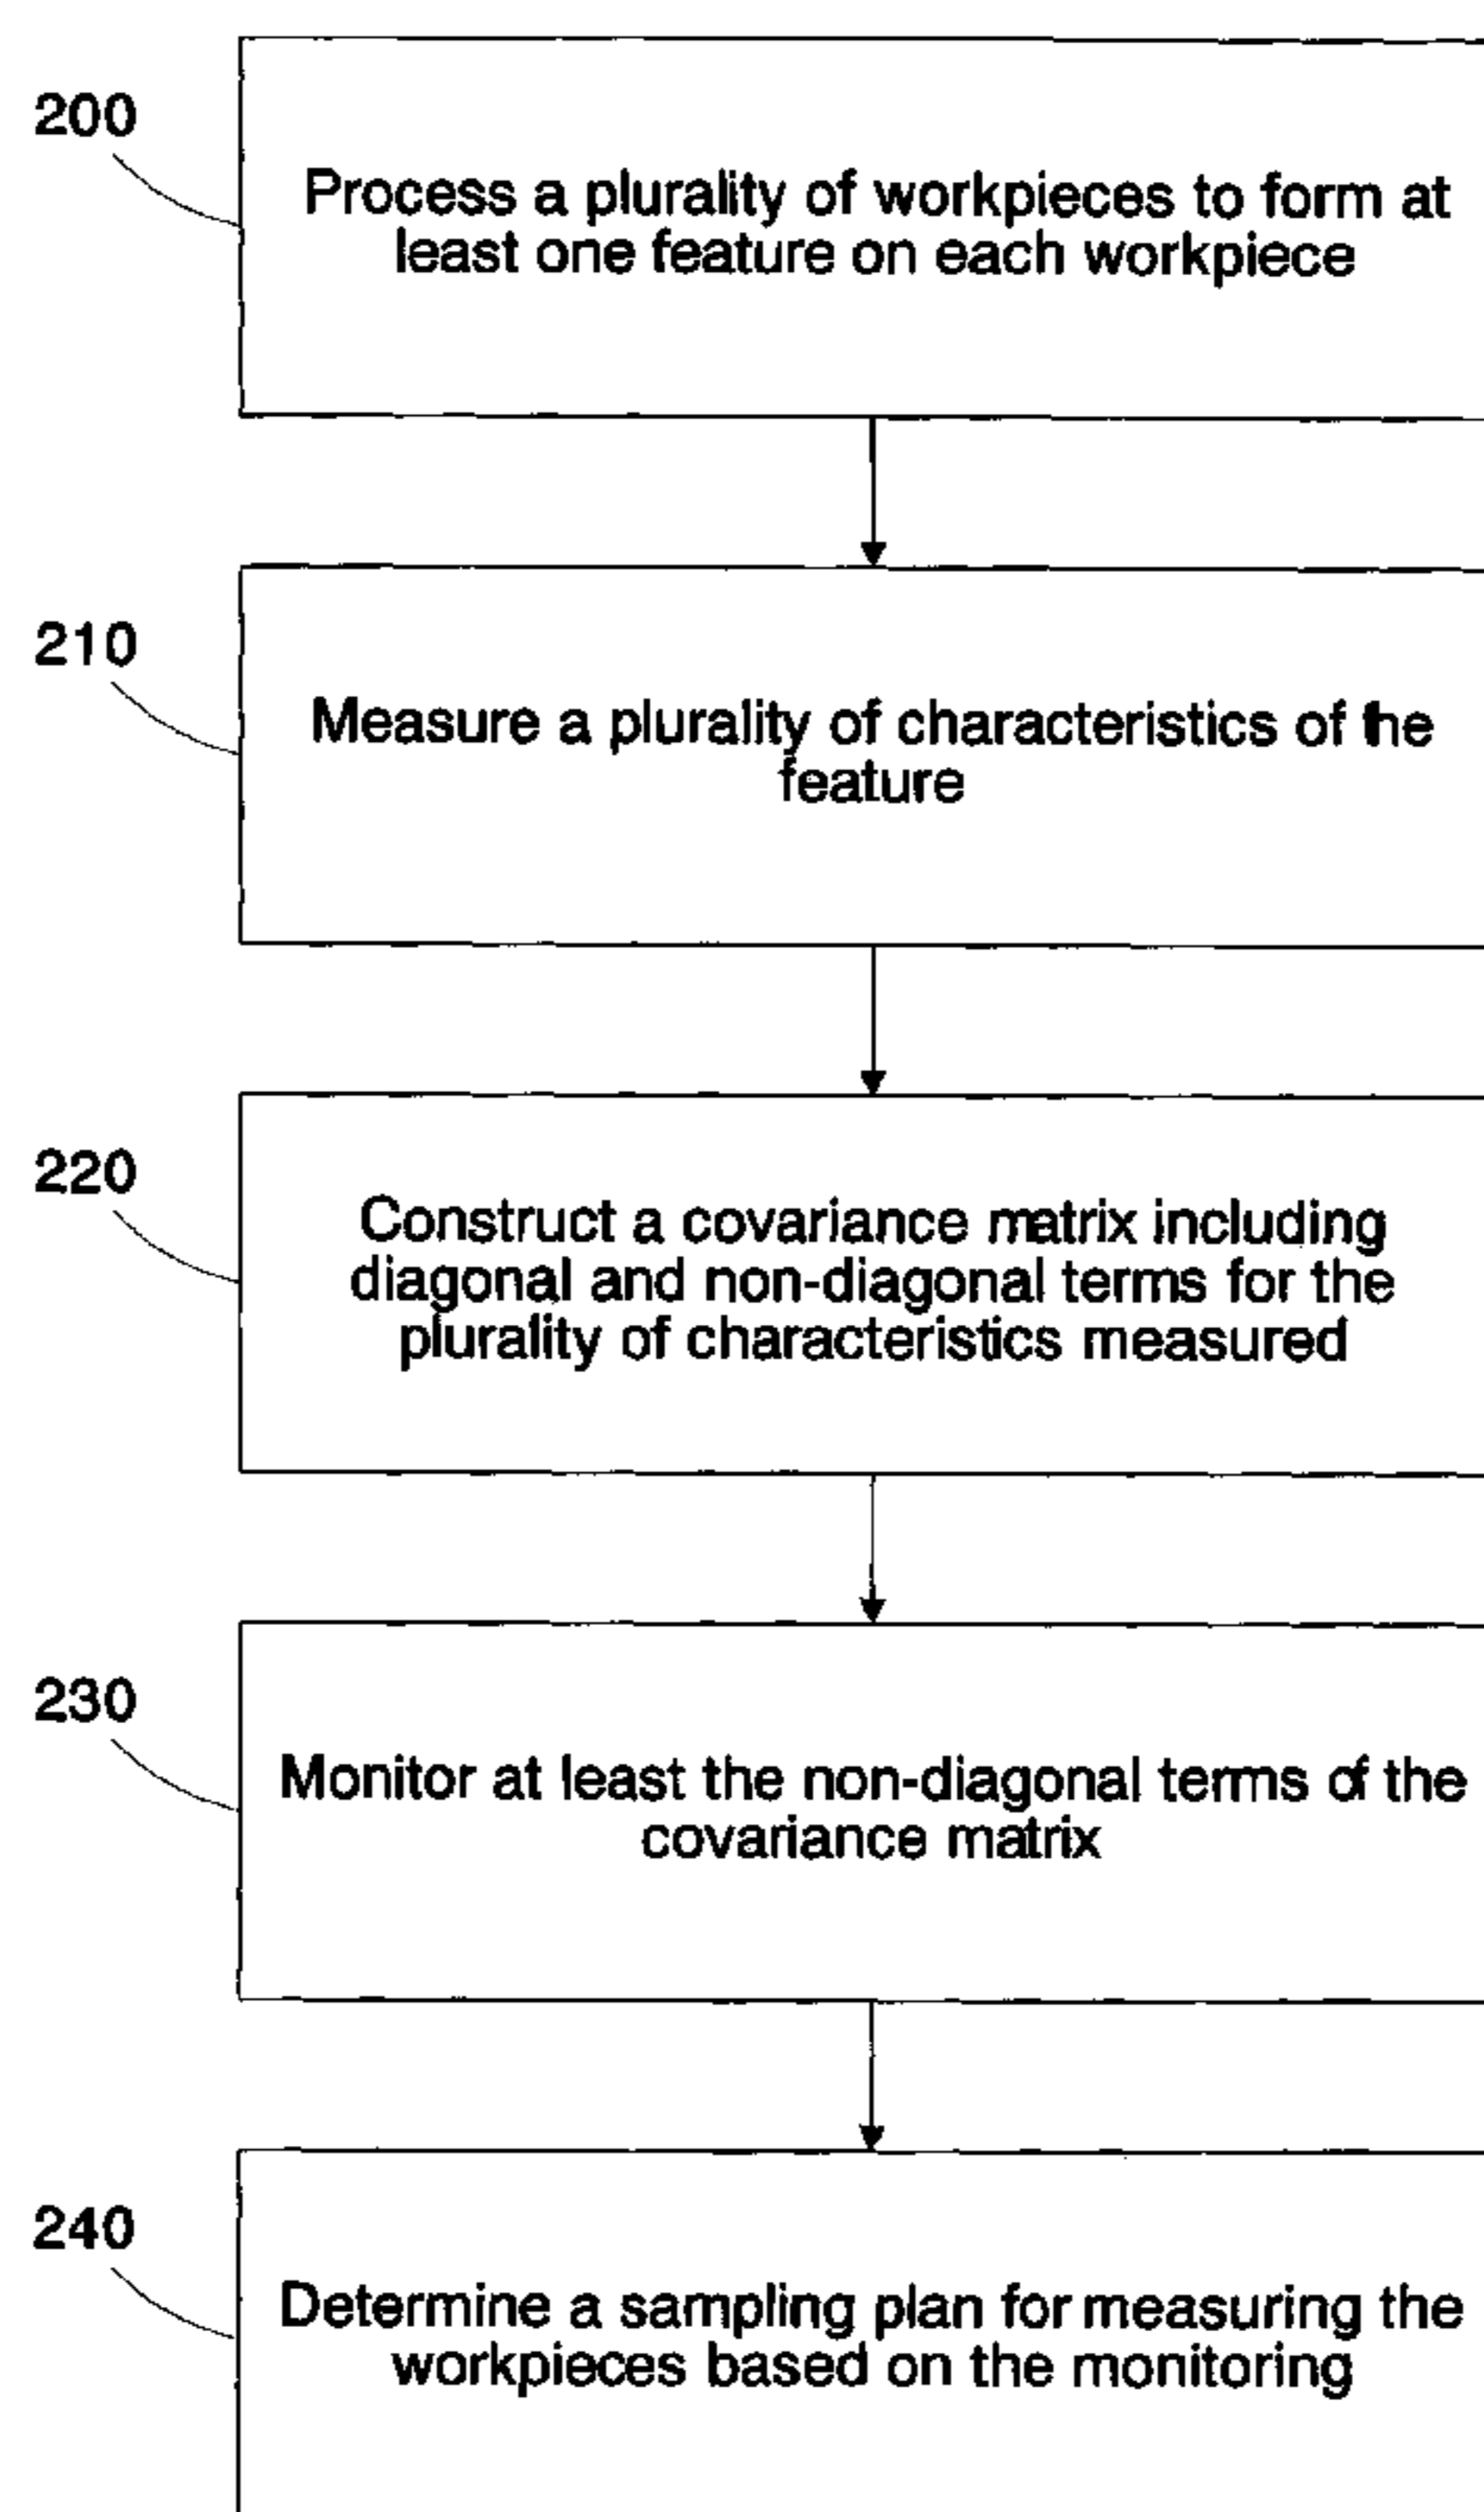 200
Process a plurality of workpieces to form at
least one feature on each workpiece
210
Measure a plurality of characteristics of the
feature
220
Construct a covariance matrix including
diagonal and non-diagonal terms for the
plurality of characteristics measured
230
Monitor at least the non-diagonal terms of the
covariance matrix
240
Determine a sampling plan for measuring the
workpieces based on the monitoring